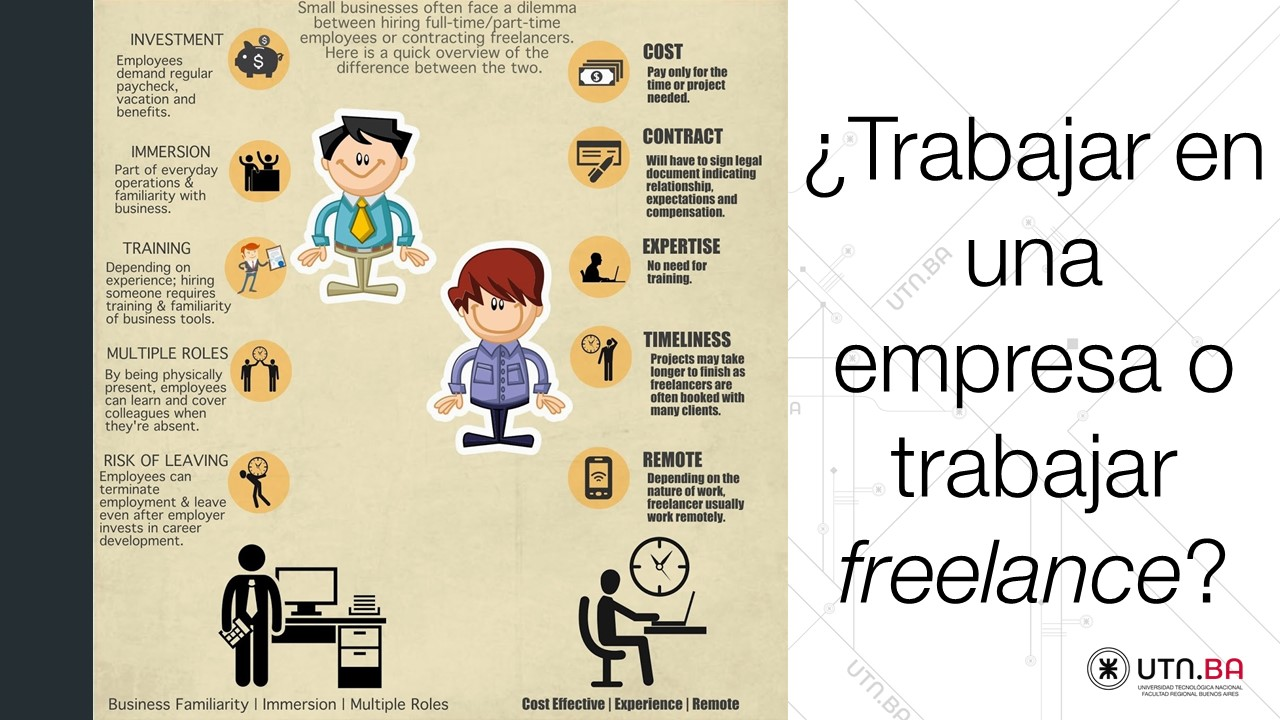 Small businesses often face a dilemma
between hiring full-time/part-time
employees or contracting freelancers.
Here is a quick overview of the
difference between the two.
INVESTMENT
Employees
demand regular
paycheck,
vacation and
benefits.
IMMERSION
Part of everyday
operations &
familiarity with
business.
TRAINING
Depending on
experience; hiring
someone requires
training & familiarity
of business tools.
MULTIPLE ROLES
By being physically
present, employees
can learn and cover
colleagues when
they're absent.
RISK OF LEAVING
Employees can
terminate
employment & leave
even after employer
invests in career
development.
Business Familiarity | Immersion | Multiple Roles
COST
Pay only for the
time or project
needed.
CONTRACT
Will have to sign legal
document indicating
relationship,
expectations and
compensation.
EXPERTISE
No need for
training.
TIMELINESS
Projects may take
longer to finish as
freelancers are
often booked with
many clients.
REMOTE
Depending on the
nature of work,
freelancer usually
work remotely.
Cost Effective | Experience | Remote
¿Trabajar en
una
empresa o
trabajar
freelance?
UTN.BA
UTN.BA
UTN.BA
UNIVERSIDAD TECNOLÓGICA NACIONAL
FACULTAD REGIONAL BUENOS AIRES